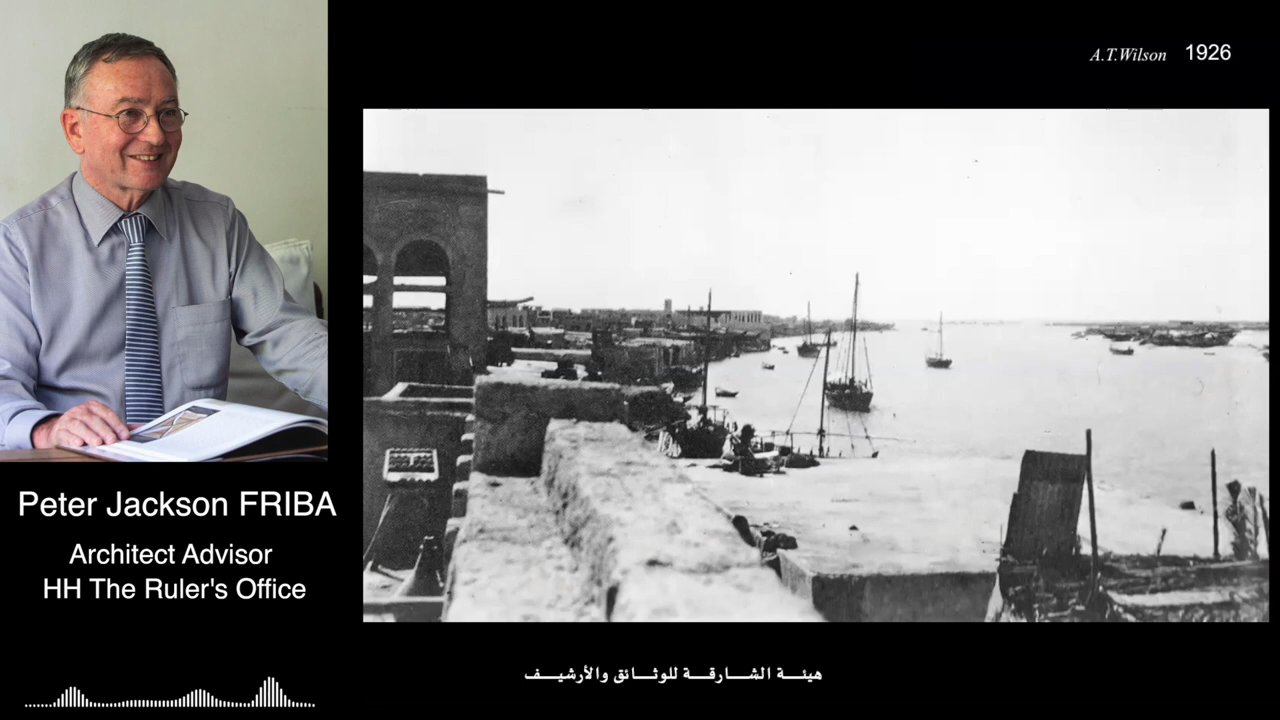 A.T.Wilson 1926
Peter Jackson FRIBA
Architect Advisor
HH The Ruler's Office
هيئة الشارقة للوثائق والأرشيف